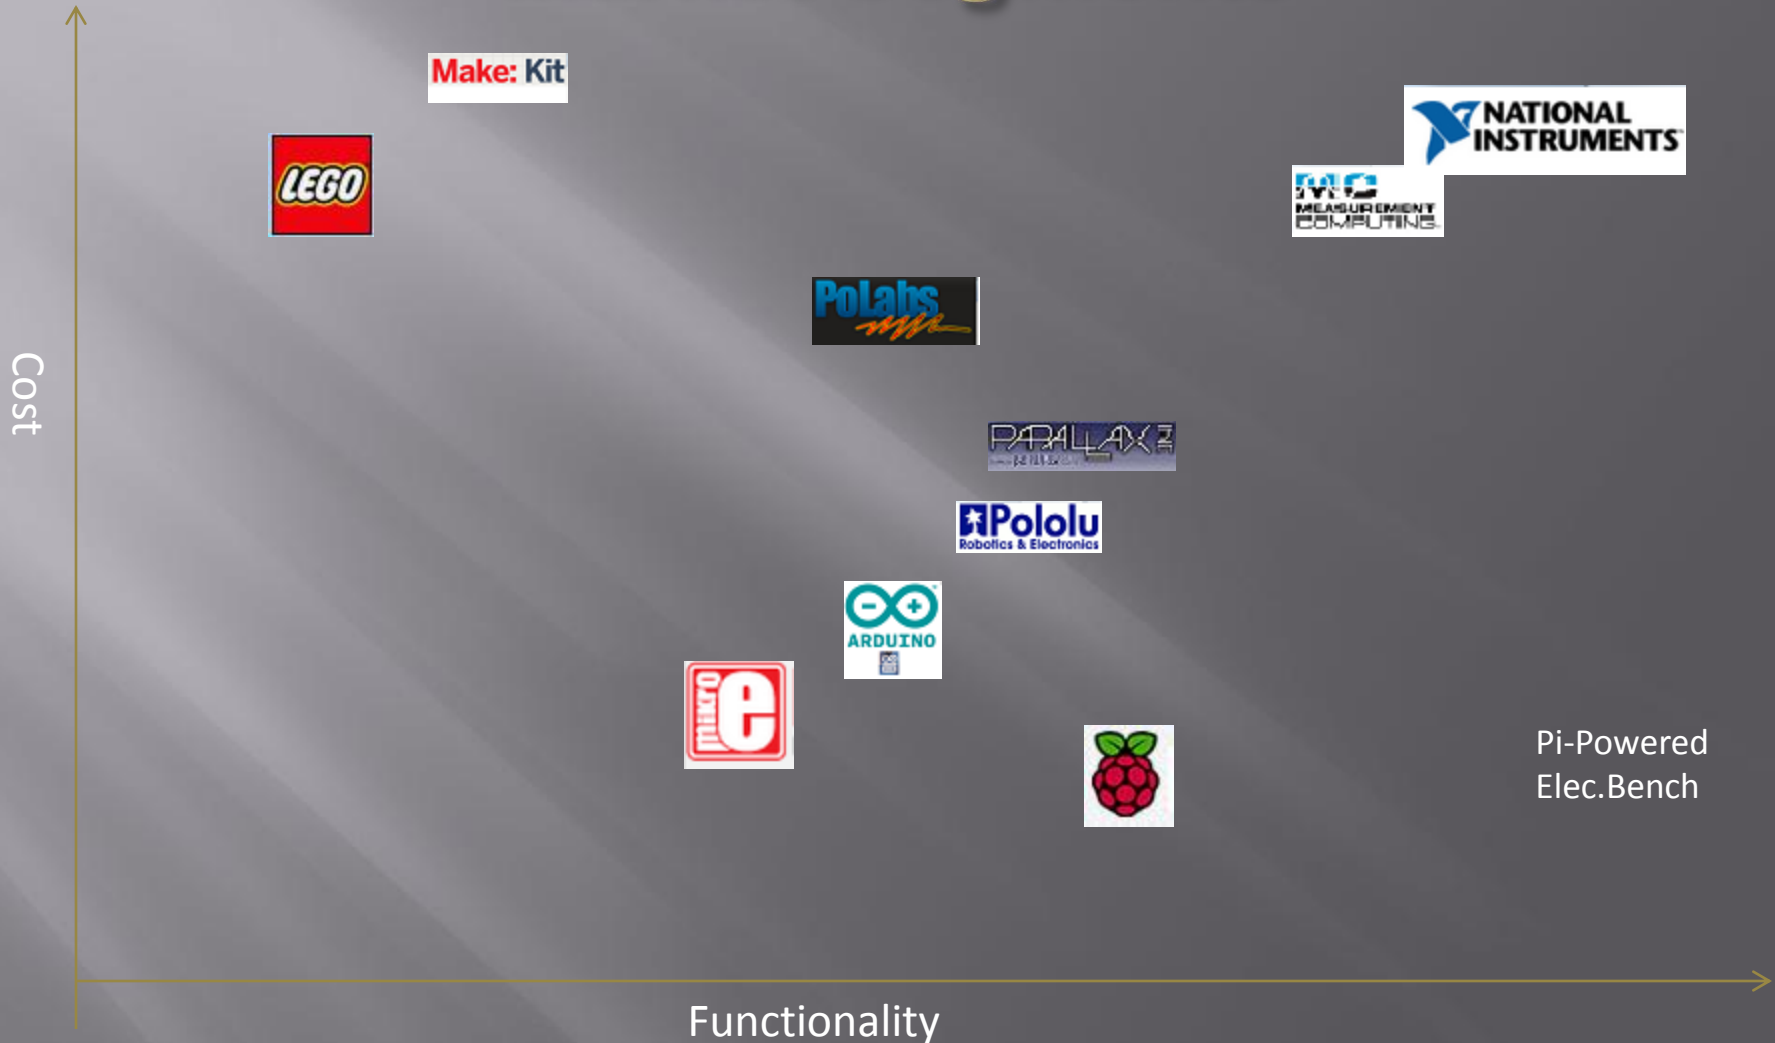 Make: Kit
NATIONAL
INSTRUMENTS
LEGO
MC
MEASUREMENT
COMPUTING
PoLabs
Cost
PARALLAX
Pololu
Robotics & Electronics
ARDUINO
mikro
e
Pi-Powered
Elec.Bench
Functionality